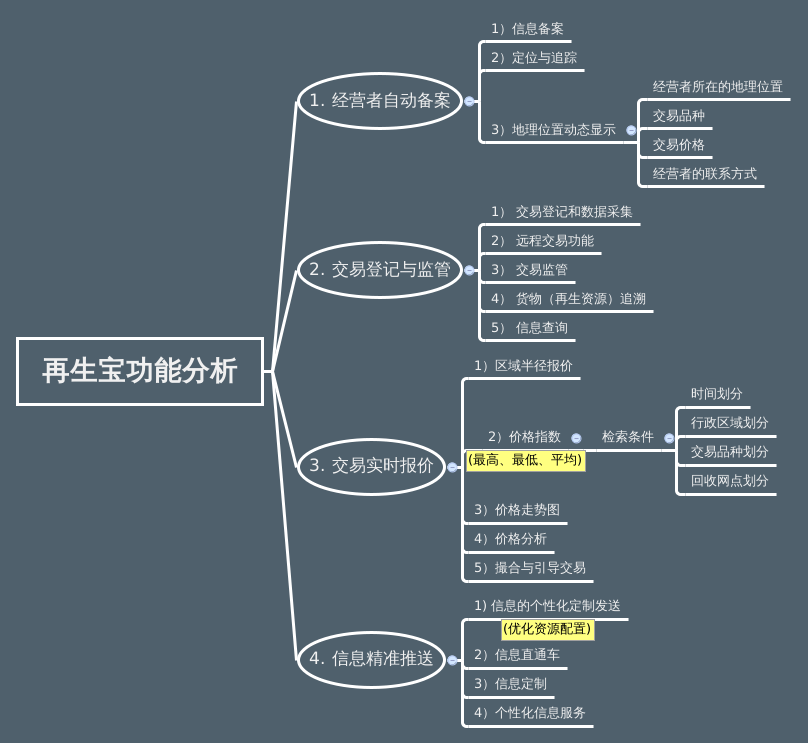 再生宝功能分析
1. 经营者自动备案
1）信息备案
2）定位与追踪
3）地理位置动态显示
经营者所在的地理位置
交易品种
交易价格
经营者的联系方式
2. 交易登记与监管
1） 交易登记和数据采集
2） 远程交易功能
3） 交易监管
4） 货物（再生资源）追溯
5） 信息查询
3. 交易实时报价
1）区域半径报价
2）价格指数
(最高、最低、平均)
检索条件
时间划分
行政区域划分
交易品种划分
回收网点划分
3）价格走势图
4）价格分析
5）撮合与引导交易
4. 信息精准推送
1) 信息的个性化定制发送
(优化资源配置)
2）信息直通车
3）信息定制
4）个性化信息服务